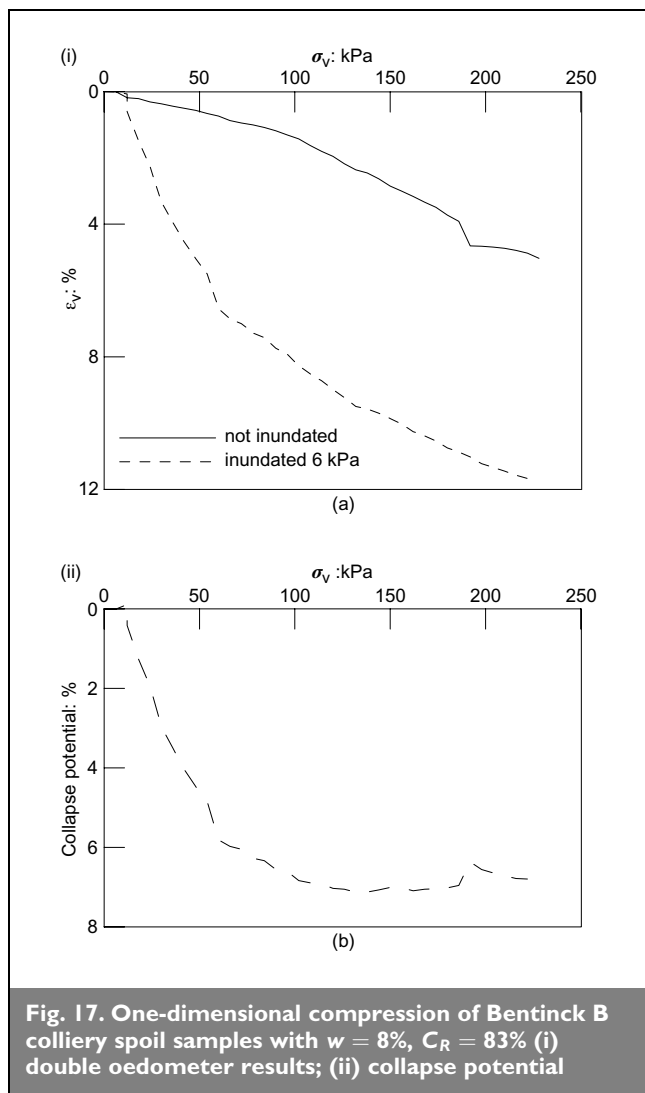 (i)
σv: kPa
0 50 100 150 200 250
0
4
8
12
εv: %
not inundated
inundated 6 kPa
(a)
(ii)
σv :kPa
0 50 100 150 200 250
0
2
4
6
8
Collapse potential: %
(b)
Fig. 17. One-dimensional compression of Bentinck B
colliery spoil samples with w = 8%, CR = 83% (i)
double oedometer results; (ii) collapse potential